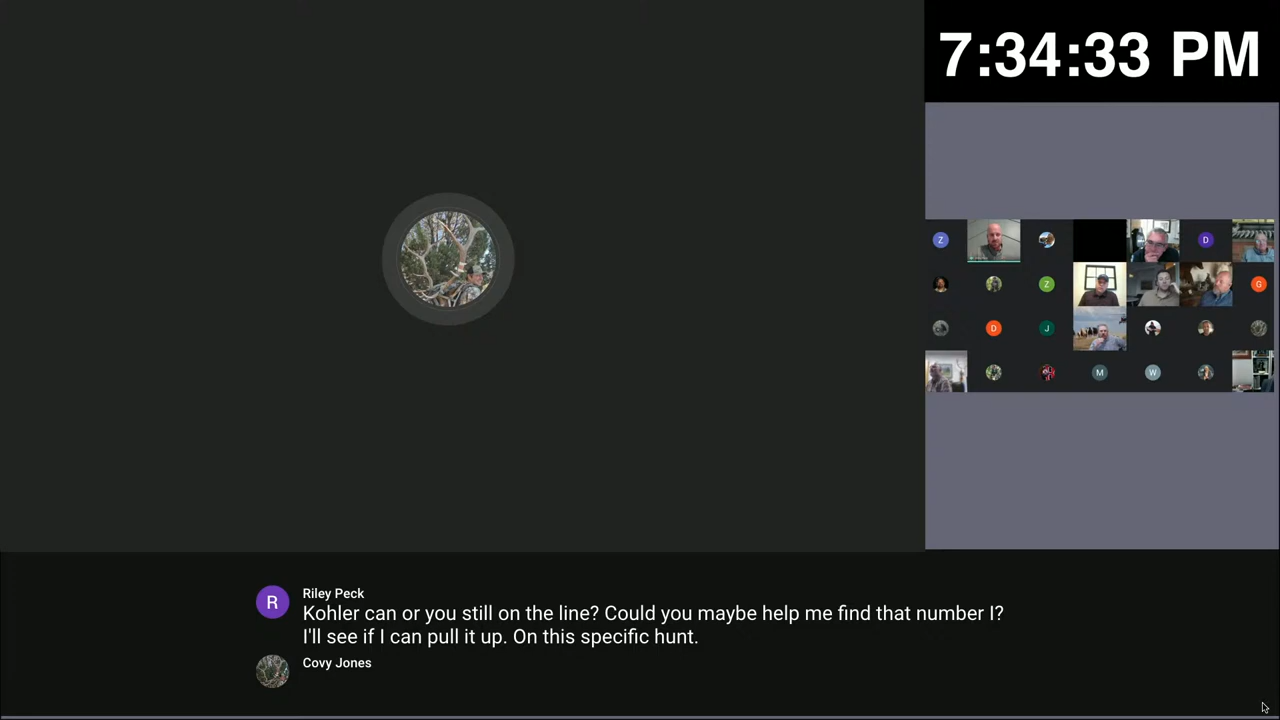 7:34:33 PM
Z
D
Z
G
D
J
M
W
R
Riley Peck
Kohler can or you still on the line? Could you maybe help me find that number I?
I'll see if I can pull it up. On this specific hunt.
Covy Jones